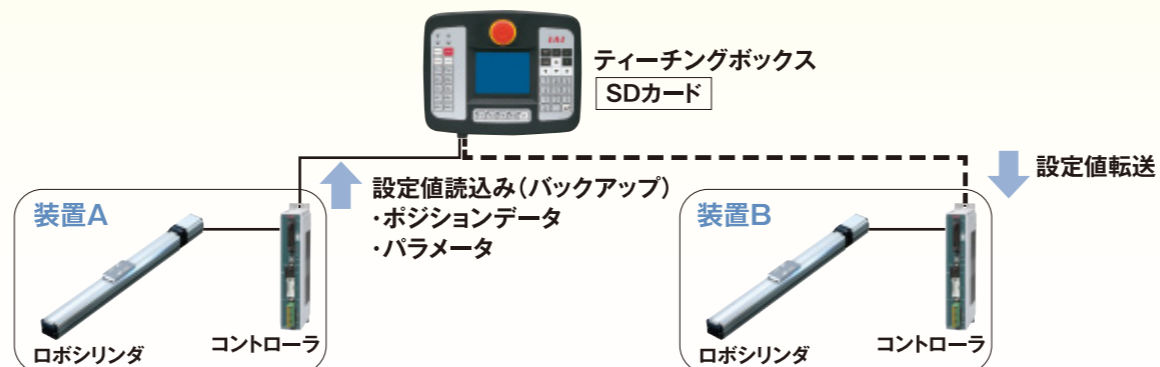 IAI
ティーチングボックス
SDカード
設定値転送
設定値読込み（バックアップ）
・ポジションデータ
・パラメータ
装置A
ロボシリンダ
コントローラ
装置B
ロボシリンダ
コントローラ